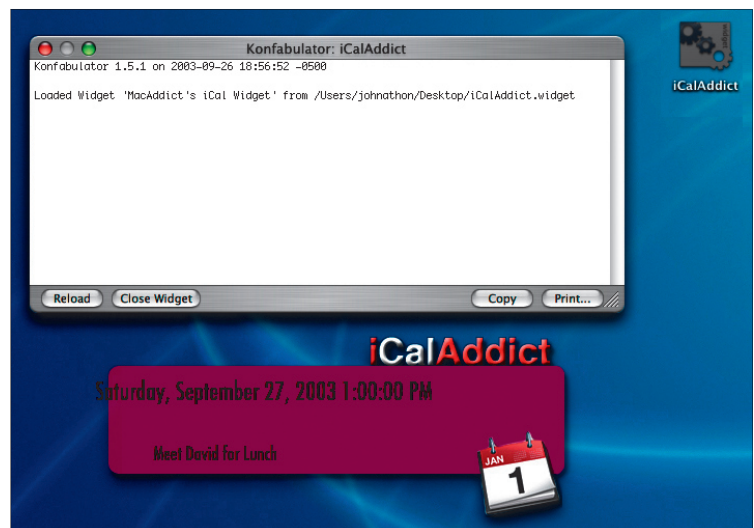 Konfabulator: iCalAddict
Konfabulator 1.5.1 on 2003-09-26 18:56:52 -0500
Loaded Widget 'MacAddict's iCal Widget' from /Users/johnathon/Desktop/iCalAddict.widget
Reload Close Widget Copy Print...
widget
iCalAddict
iCalAddict
Saturday, September 27, 2003 1:00:00 PM
Meet David for Lunch
JAN
1